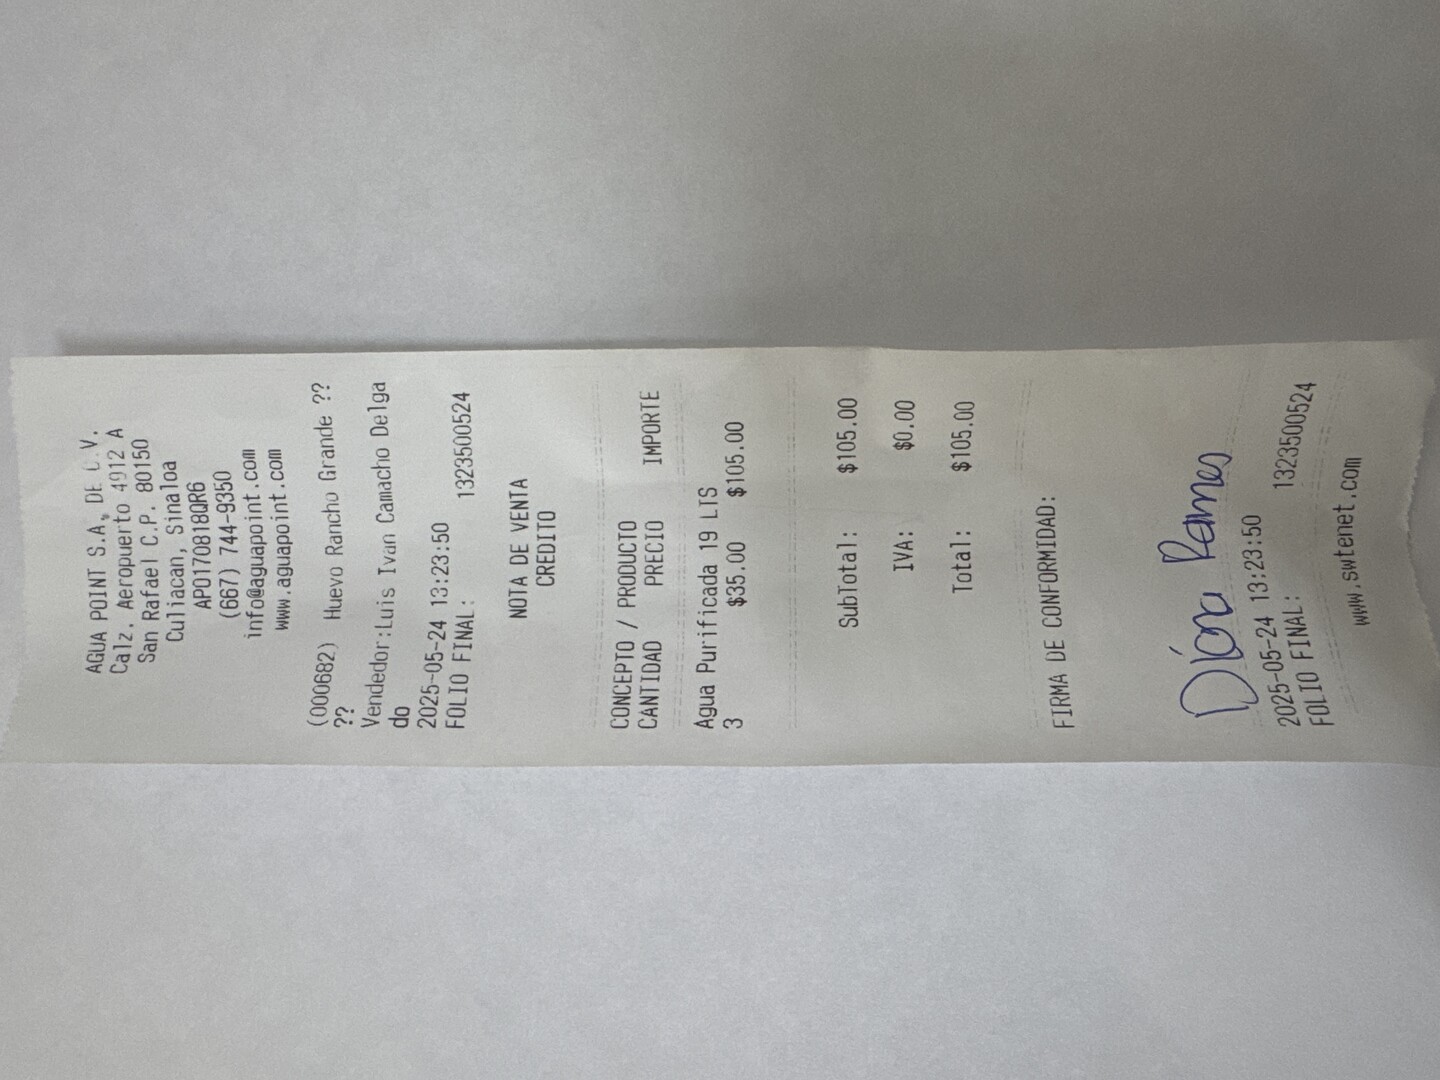 AGUA POINT S.A. DE C.V.
Calz. Aeropuerto 4912 A
San Rafael C.P. 80150
Culiacan, Sinaloa
APO170818QR6
(667) 744-9350
info@aguapoint.com
www.aguapoint.com
(000682) Huevo Rancho Grande ??
??
Vendedor:Luis Ivan Camacho Delga
do
2025-05-24 13:23:50
FOLIO FINAL: 1323500524
NOTA DE VENTA
CREDITO
CONCEPTO / PRODUCTO
CANTIDAD PRECIO IMPORTE
Agua Purificada 19 LTS
3 $35.00 $105.00
SubTotal: $105.00
IVA: $0.00
Total: $105.00
FIRMA DE CONFORMIDAD:
Díana Ramos
2025-05-24 13:23:50
FOLIO FINAL: 1323500524
www.swtenet.com